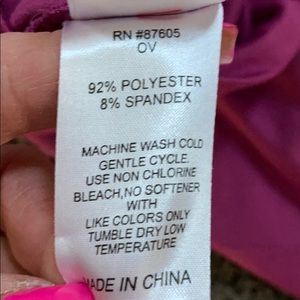 RN #87605
OV
92% POLYESTER
8% SPANDEX
MACHINE WASH COLD
GENTLE CYCLE.
USE NON CHLORINE
BLEACH,NO SOFTENER
WITH
LIKE COLORS ONLY
TUMBLE DRY LOW
TEMPERATURE
MADE IN CHINA